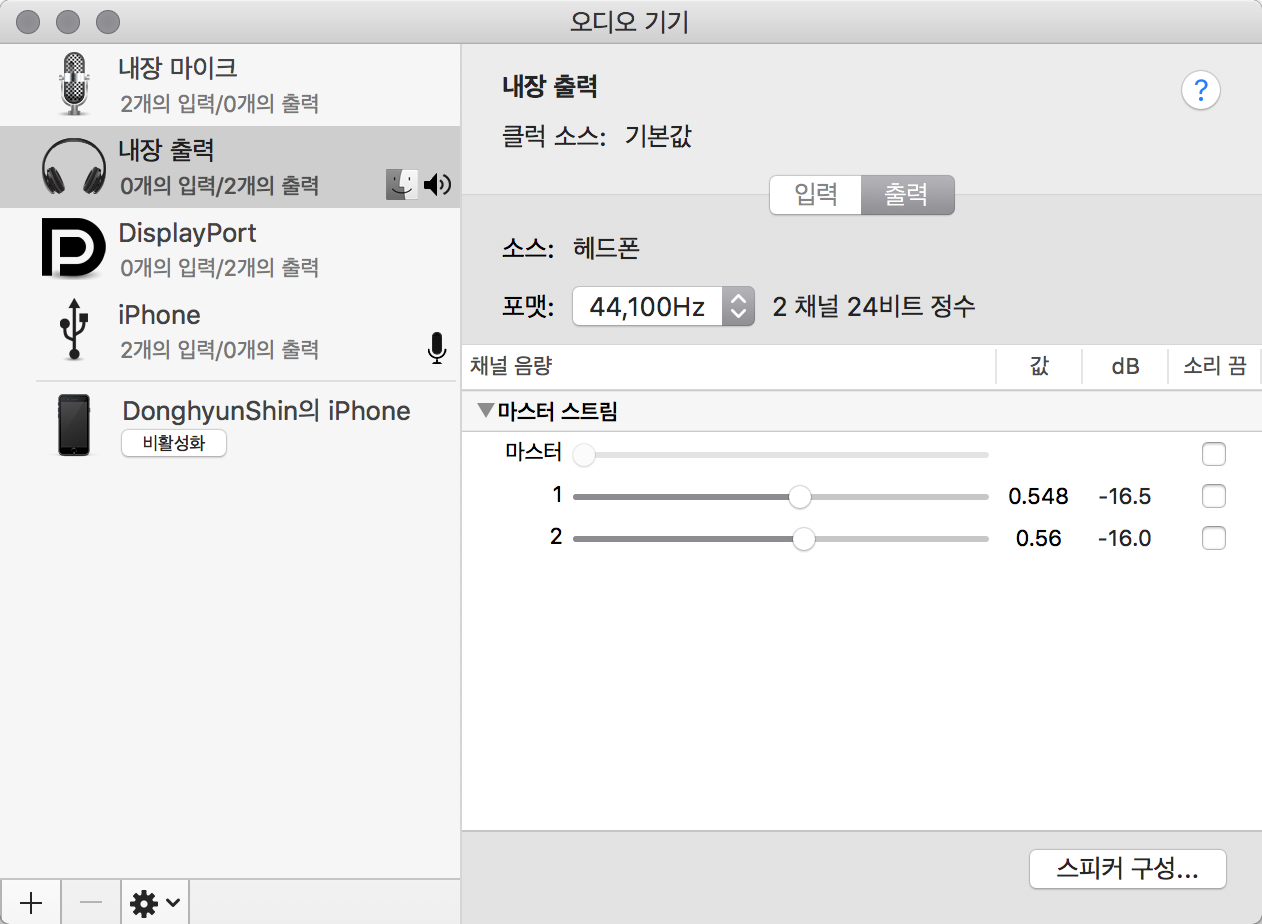 오디오 기기
내장 마이크
2개의 입력/0개의 출력
내장 출력
0개의 입력/2개의 출력
DisplayPort
0개의 입력/2개의 출력
iPhone
2개의 입력/0개의 출력
DonghyunShin의 iPhone
비활성화
내장 출력
?
클럭 소스: 기본값
입력 출력
소스: 헤드폰
포맷: 44,100Hz 2 채널 24비트 정수
채널 음량 값 dB 소리 끔
마스터 스트림
마스터
1 0.548 -16.5
2 0.56 -16.0
스피커 구성...